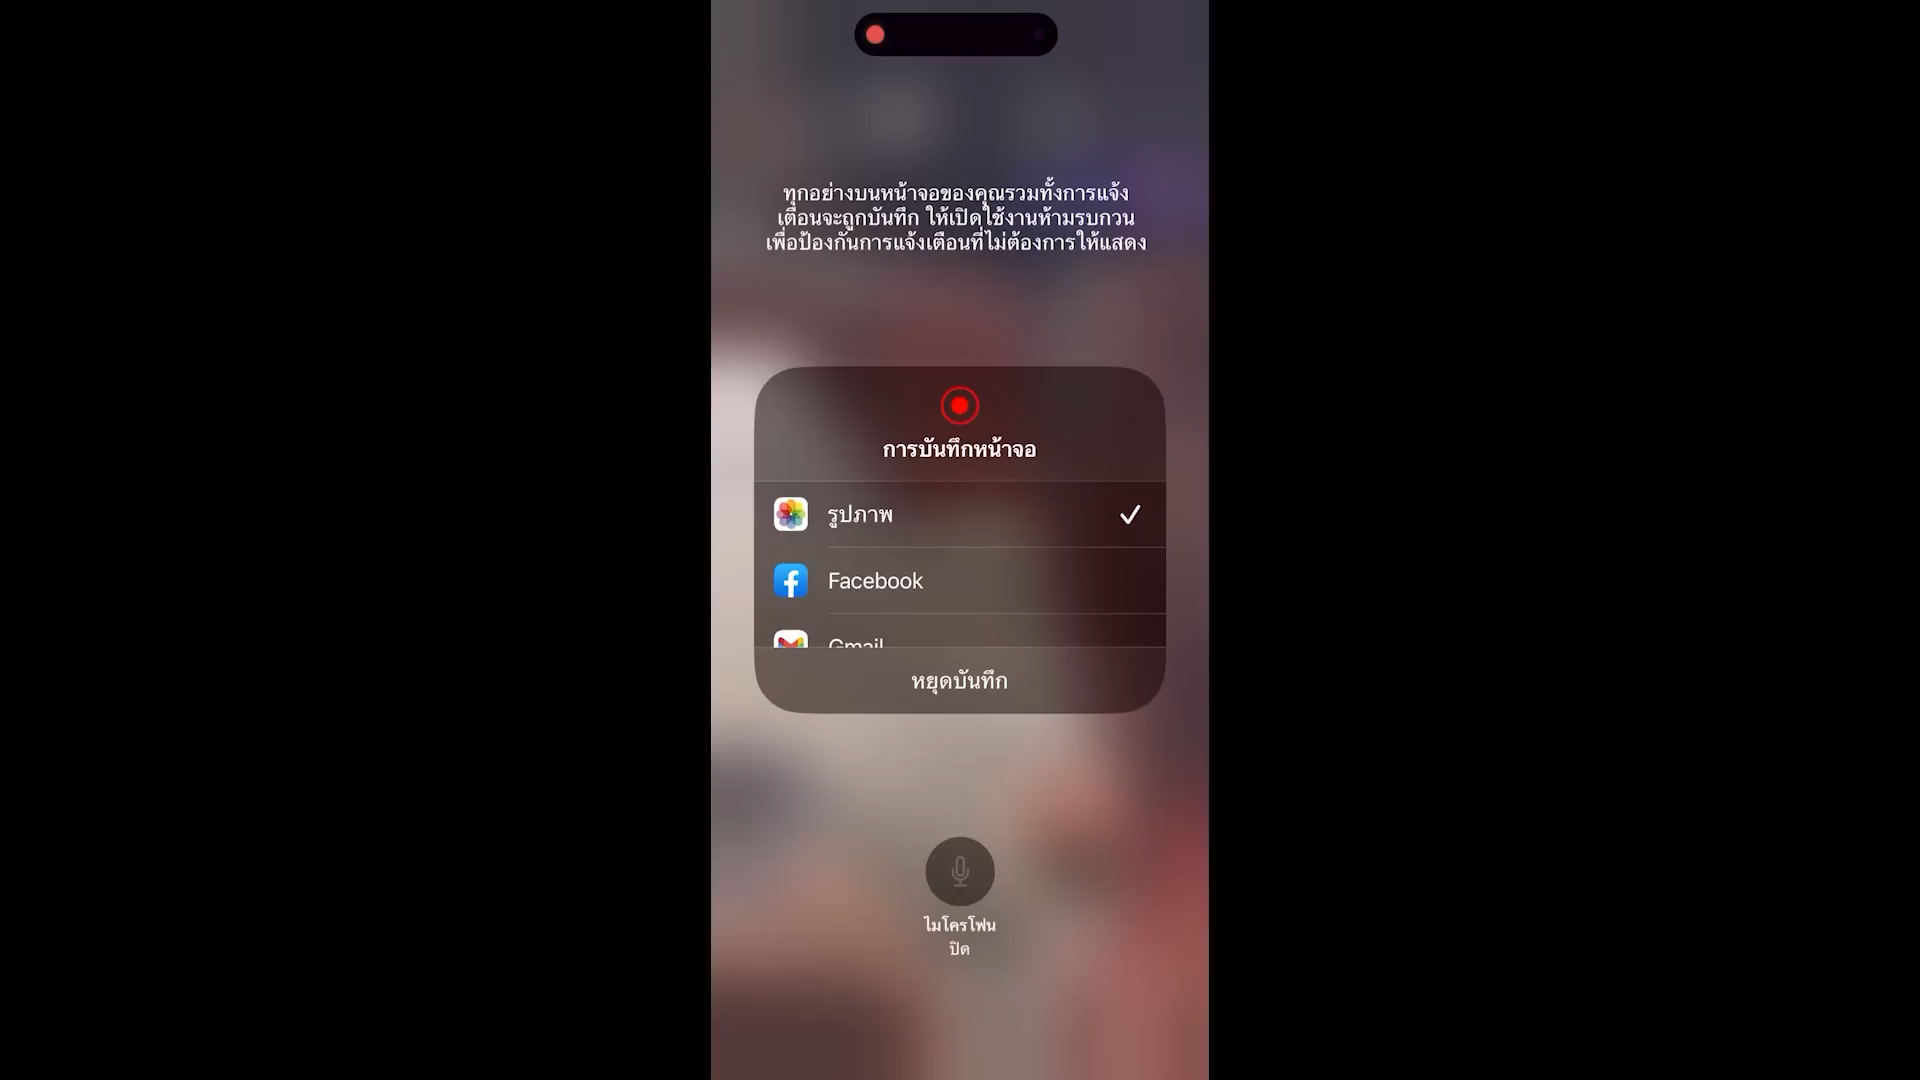 ทุกอย่างบนหน้าจอของคุณรวมทั้งการแจ้ง
เตือนจะถูกบันทึก ให้เปิดใช้งานห้ามรบกวน
เพื่อป้องกันการแจ้งเตือนที่ไม่ต้องการให้แสดง
การบันทึกหน้าจอ
รูปภาพ
Facebook
Gmail
หยุดบันทึก
ไมโครโฟน
ปิด